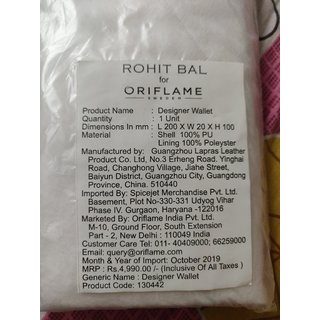 ROHIT BAL
for
ORIFLAME
SWEDEN
Product Name : Designer Wallet
Quantity : 1 Unit
Dimensions In mm : L 200 X W 20 X H 100
Material : Shell 100% PU
Lining 100% Poleyster
Manufactured by: Guangzhou Lapras Leather
Product Co. Ltd, No.3 Erheng Road. Yinghai
Road, Changhong Village, Jiahe Street,
Baiyun District, Guangzhou City, Guangdong
Province, China. 510440
Imported By: Spicejet Merchandise Pvt. Ltd.
Basement, Plot No-330-331 Udyog Vihar
Phase IV. Gurgaon, Haryana -122016
Marketed By: Oriflame India Pvt. Ltd.
M-10, Ground Floor, South Extension
Part - 2, New Delhi : 110049 India
Customer Care Tel: 011- 40409000; 66259000
Email: query@oriflame.com
Month & Year of Import: October 2019
MRP : Rs.4,990.00 /- (Inclusive Of All Taxes )
Generic Name : Designer Wallet
Product Code: 130442